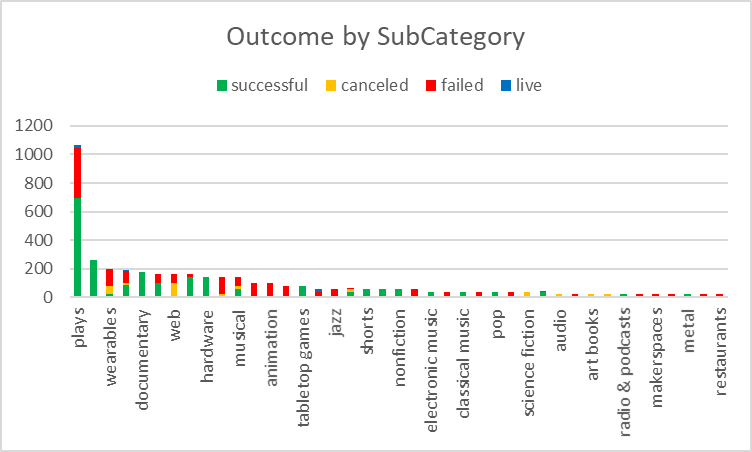 Outcome by SubCategory
successful canceled failed live
1200
1000
800
600
400
200
0
plays
wearables
documentary
web
hardware
musical
animation
tabletop games
jazz
shorts
nonfiction
electronic music
classical music
pop
science fiction
audio
art books
radio & podcasts
makerspaces
metal
restaurants